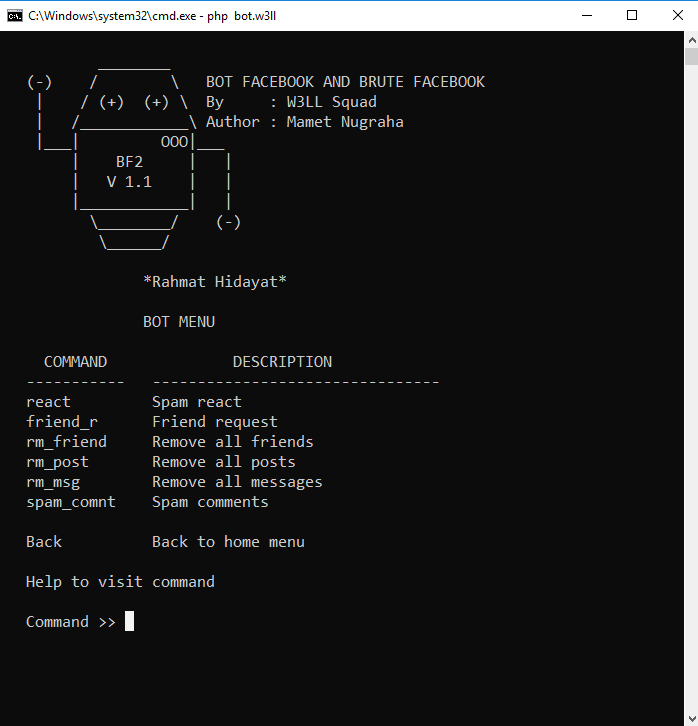 C:\Windows\system32\cmd.exe - php  bot.w3ll
BOT FACEBOOK AND BRUTE FACEBOOK
(-) (+) (+) By     : W3LL Squad
Author : Mamet Nugraha
OOO
BF2
V 1.1
(-)
*Rahmat Hidayat*
BOT MENU
COMMAND DESCRIPTION
----------- --------------------------------
react Spam react
friend_r Friend request
rm_friend Remove all friends
rm_post Remove all posts
rm_msg Remove all messages
spam_comnt Spam comments
Back Back to home menu
Help to visit command
Command >>